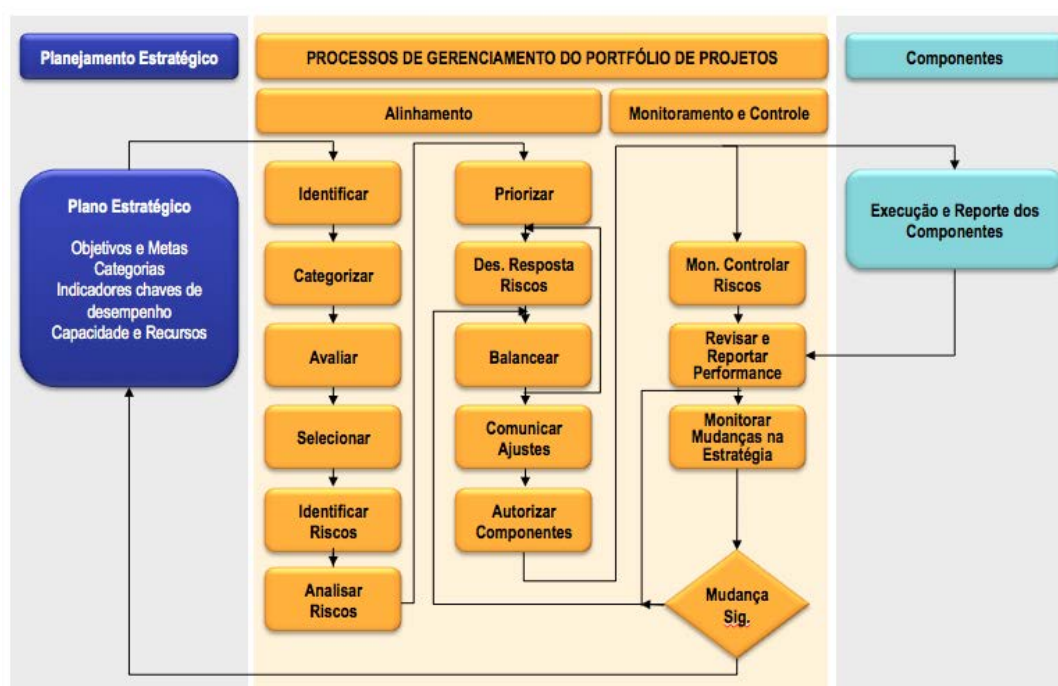 Planejamento Estratégico
PROCESSOS DE GERENCIAMENTO DO PORTFÓLIO DE PROJETOS
Componentes
Alinhamento
Monitoramento e Controle
Plano Estratégico
Objetivos e Metas
Categorias
Indicadores chaves de
desempenho
Capacidade e Recursos
Identificar
Categorizar
Avaliar
Selecionar
Identificar
Riscos
Analisar
Riscos
Priorizar
Des. Resposta
Riscos
Balancear
Comunicar
Ajustes
Autorizar
Componentes
Mon. Controlar
Riscos
Revisar e
Reportar
Performance
Monitorar
Mudanças na
Estratégia
Mudança
Sig.
Execução e Reporte dos
Componentes